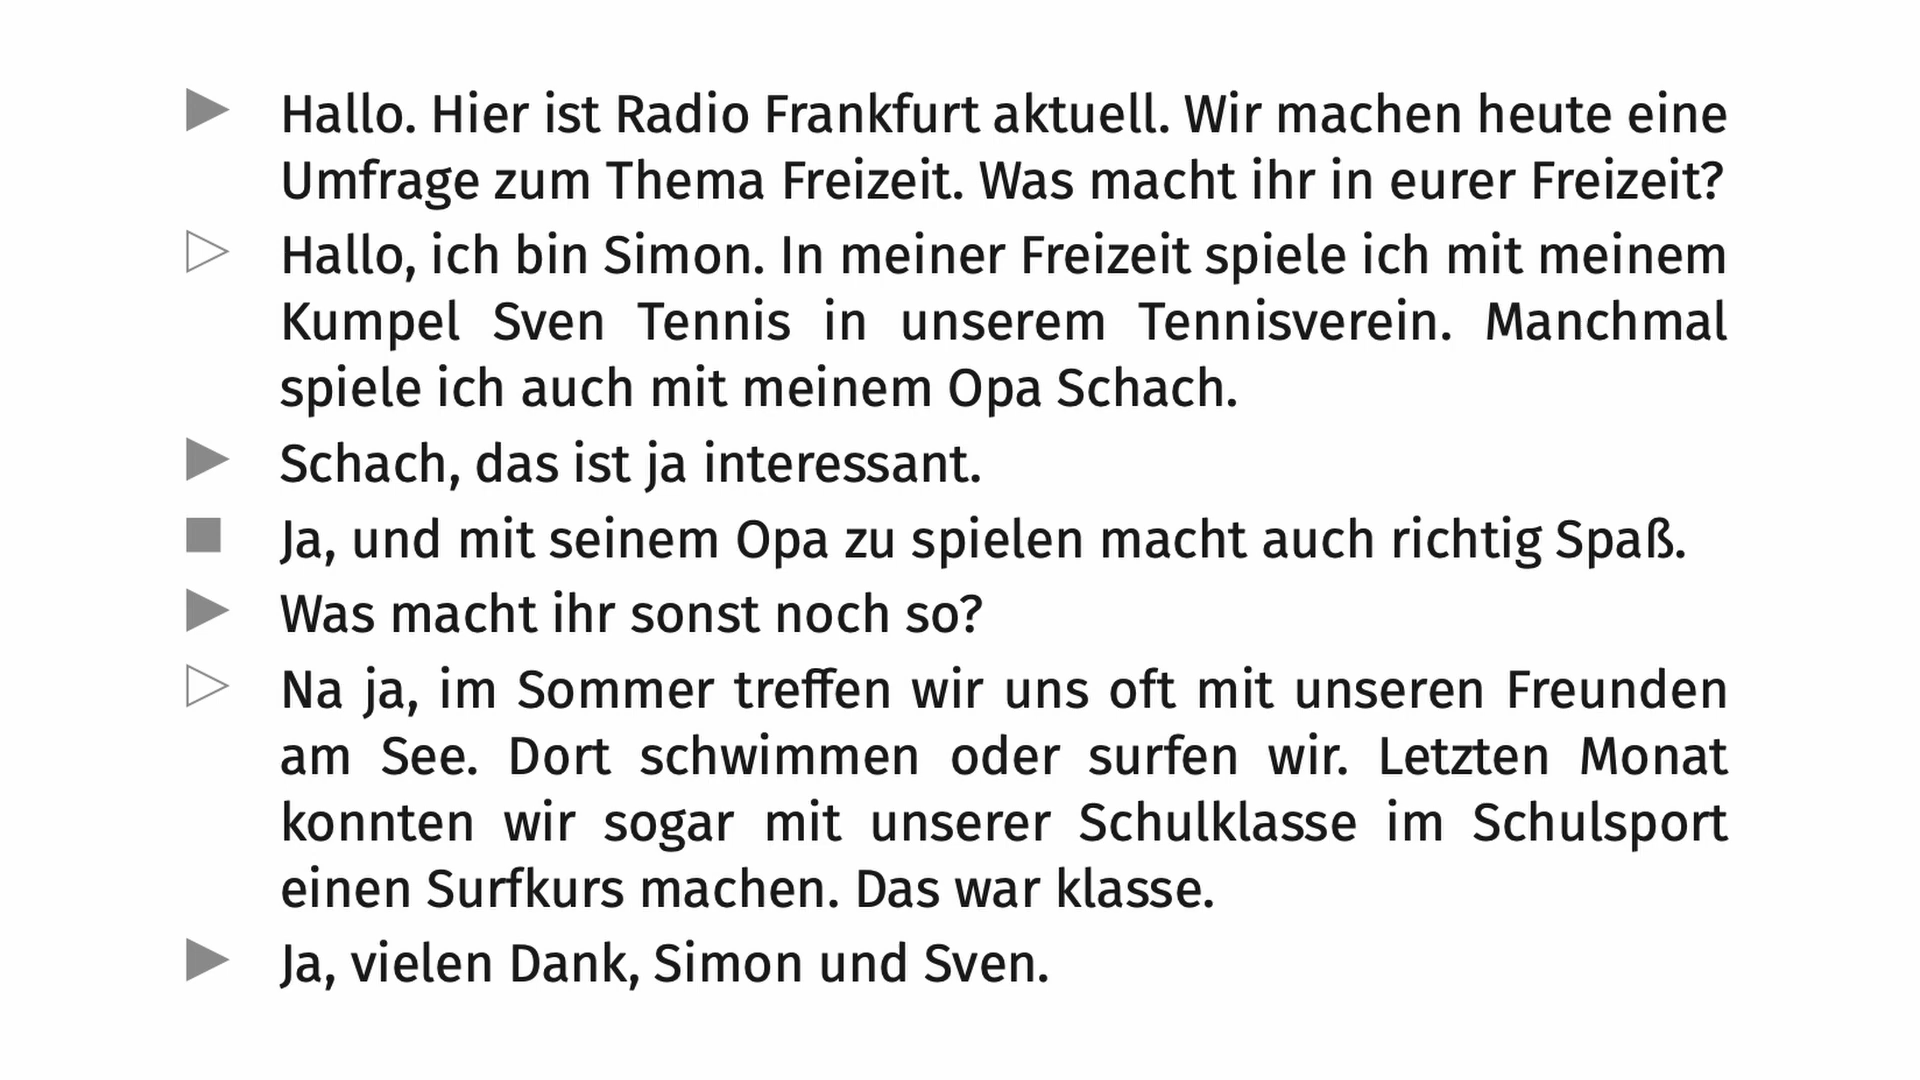 Hallo. Hier ist Radio Frankfurt aktuell. Wir machen heute eine
Umfrage zum Thema Freizeit. Was macht ihr in eurer Freizeit?
Hallo, ich bin Simon. In meiner Freizeit spiele ich mit meinem
Kumpel Sven Tennis in unserem Tennisverein. Manchmal
spiele ich auch mit meinem Opa Schach.
Schach, das ist ja interessant.
Ja, und mit seinem Opa zu spielen macht auch richtig Spaß.
Was macht ihr sonst noch so?
Na ja, im Sommer treffen wir uns oft mit unseren Freunden
am See. Dort schwimmen oder surfen wir. Letzten Monat
konnten wir sogar mit unserer Schulklasse im Schulsport
einen Surfkurs machen. Das war klasse.
Ja, vielen Dank, Simon und Sven.